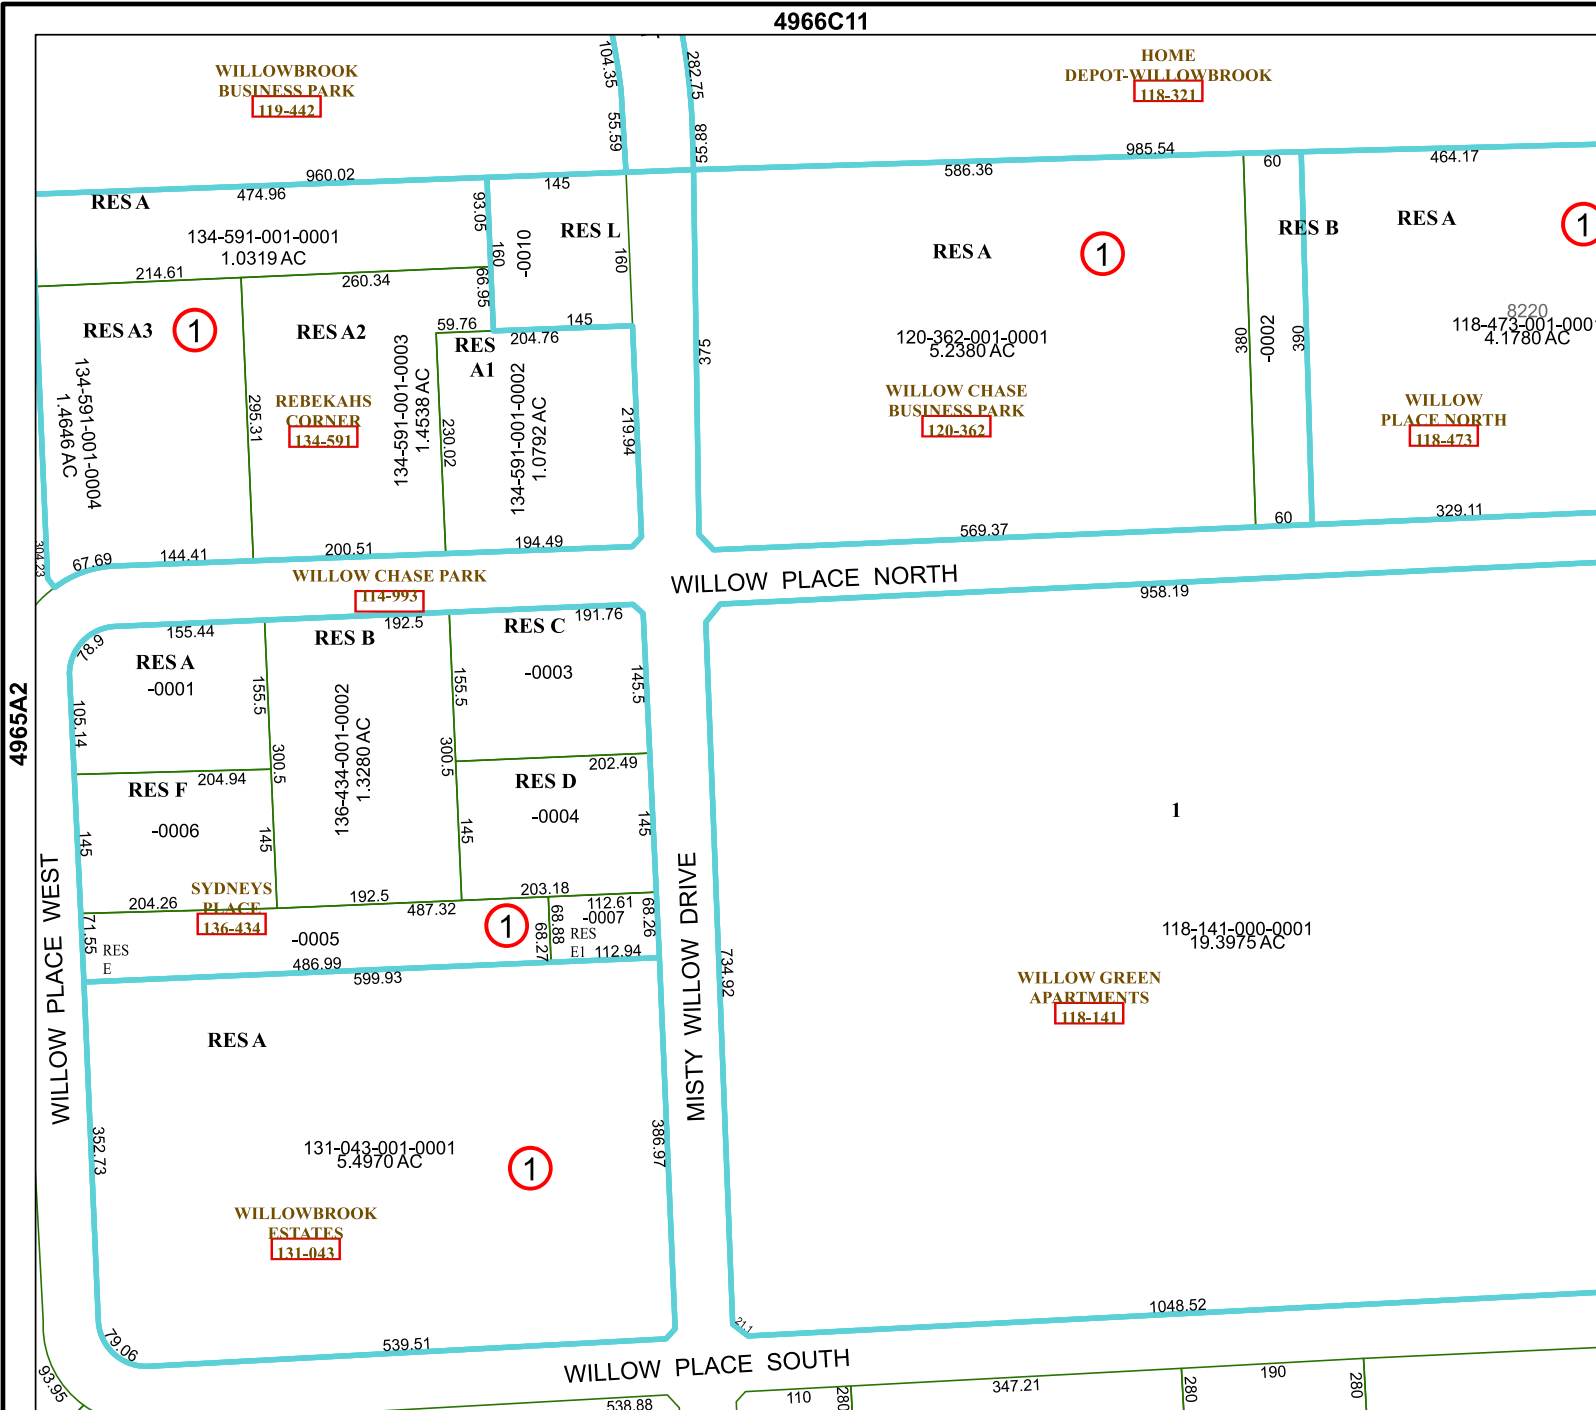 4966C11
WILLOWBROOK
BUSINESS PARK
119-442
104.35
55.59
282.75
55.88
HOME
DEPOT-WILLOWBROOK
118-321
960.02
474.96
145
586.36
985.54
60
464.17
RES A
134-591-001-0001
1.0319 AC
93.05
160
66.95
-0010
RES L
160
RES A
1
RES B
RES A
1
214.61
260.34
RES A3
1
RES A2
59.76
145
204.76
RES
A1
375
120-362-001-0001
5.2380 AC
380
-0002
390
8220
118-473-001-0001
4.1780 AC
134-591-001-0004
1.4646 AC
295.31
REBEKAHS
CORNER
134-591
134-591-001-0003
1.4538 AC
230.02
134-591-001-0002
1.0792 AC
219.94
WILLOW CHASE
BUSINESS PARK
120-362
WILLOW
PLACE NORTH
118-473
304.23
67.69
144.41
200.51
194.49
569.37
60
329.11
WILLOW CHASE PARK
114-993
WILLOW PLACE NORTH
958.19
78.9
155.44
192.5
191.76
RES A
-0001
RES B
RES C
-0003
105.14
155.5
300.5
136-434-001-0002
1.3280 AC
155.5
300.5
145.5
4965A2
204.94
202.49
RES F
-0006
RES D
-0004
145
145
145
145
1
204.26
192.5
203.18
SYDNEYS
PLACE
136-434
487.32
1
112.61
-0007
71.55
RES
E
-0005
68.88
68.27
RES
E1
112.94
68.26
486.99
599.93
WILLOW PLACE WEST
MISTY WILLOW DRIVE
734.92
118-141-000-0001
19.3975 AC
WILLOW GREEN
APARTMENTS
118-141
RES A
352.73
131-043-001-0001
5.4970 AC
1
386.97
WILLOWBROOK
ESTATES
131-043
79.06
539.51
21.1
1048.52
WILLOW PLACE SOUTH
93.95
538.88
110
280
347.21
280
190
280